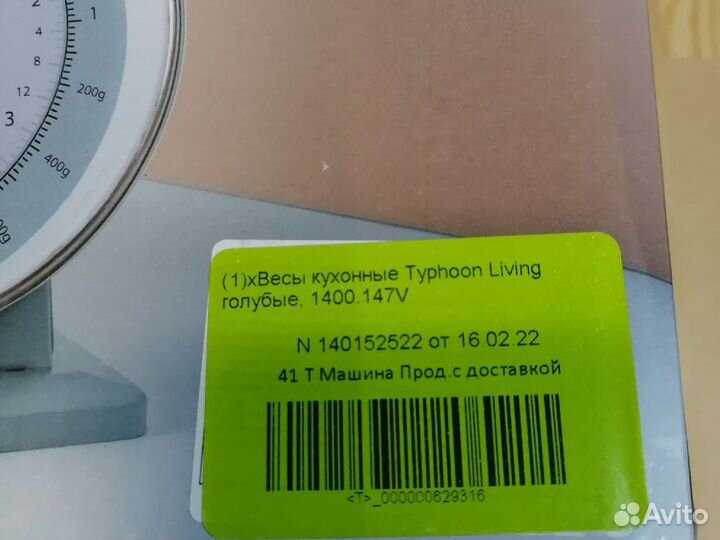 2
1
4
8
200g
12
3
400g
00g
(1)хВесы кухонные Typhoon Living
голубые, 1400.147V
N 140152522 от 16.02.22
41 Т Машина Прод.с доставкой
<T>_000000629316
Avito